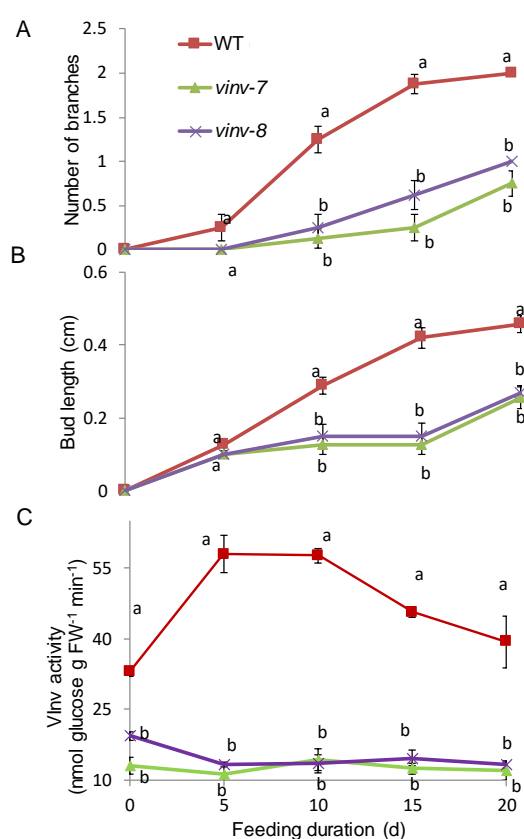 A
2.5
2
1.5
1
0.5
0
Number of branches
WT
vinv-7
vinv-8
a
a
a
a
a
b
b
b
b
b
b
B
0.6
0.4
0.2
0
Bud length (cm)
a
a
a
a
a
b
b
b
b
b
b
C
55
40
25
10
VInv activity
(nmol glucose g FW⁻¹ min⁻¹)
a
a
a
a
a
b
b
b
b
b
b
b
b
b
b
0
5
10
15
20
Feeding duration (d)